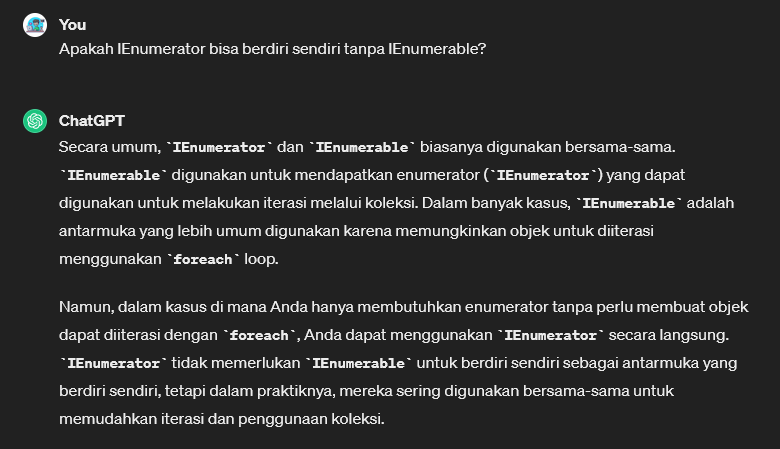 You
Apakah IEnumerator bisa berdiri sendiri tanpa IEnumerable?
ChatGPT
Secara umum, `IEnumerator` dan `IEnumerable` biasanya digunakan bersama-sama.
`IEnumerable` digunakan untuk mendapatkan enumerator (`IEnumerator`) yang dapat
digunakan untuk melakukan iterasi melalui koleksi. Dalam banyak kasus, `IEnumerable` adalah
antarmuka yang lebih umum digunakan karena memungkinkan objek untuk diiterasi
menggunakan `foreach` loop.
Namun, dalam kasus di mana Anda hanya membutuhkan enumerator tanpa perlu membuat objek
dapat diiterasi dengan `foreach`, Anda dapat menggunakan `IEnumerator` secara langsung.
`IEnumerator` tidak memerlukan `IEnumerable` untuk berdiri sendiri sebagai antarmuka yang
berdiri sendiri, tetapi dalam praktiknya, mereka sering digunakan bersama-sama untuk
memudahkan iterasi dan penggunaan koleksi.